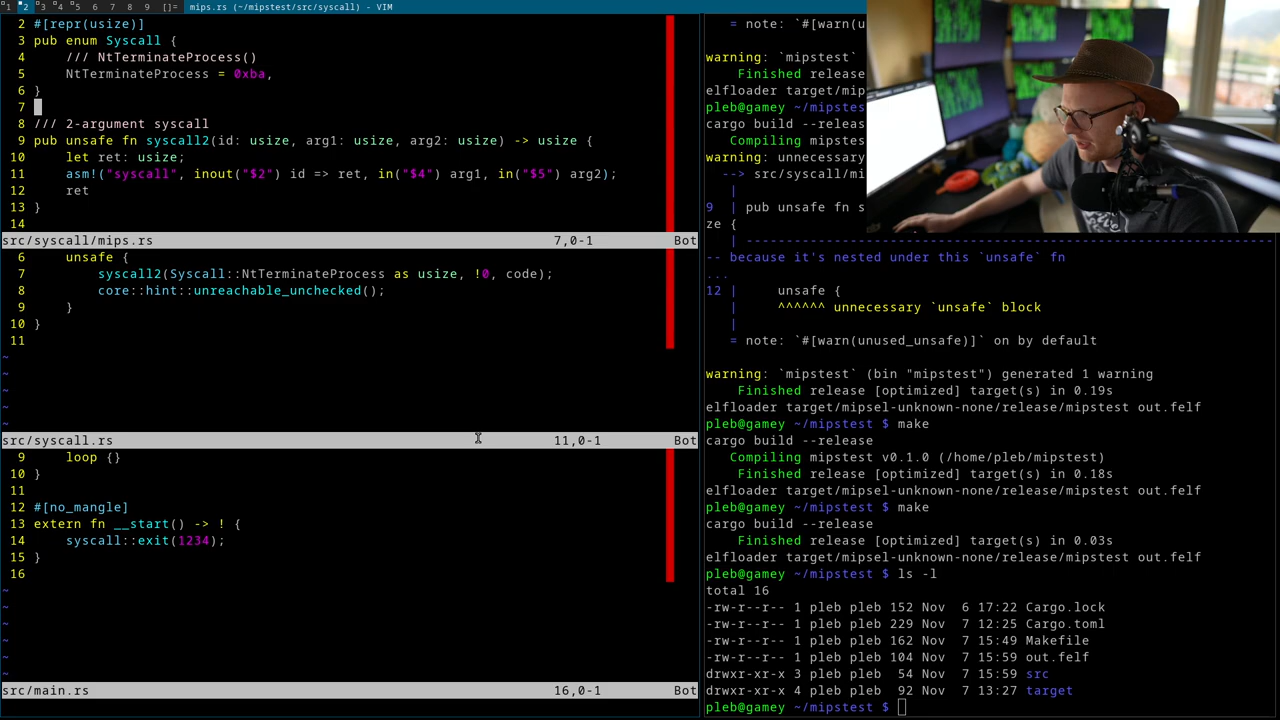 1 2 3 4 5 6 7 8 9 []= mips.rs (~/mipstest/src/syscall) - VIM
2 #[repr(usize)]
3 pub enum Syscall {
4     /// NtTerminateProcess()
5     NtTerminateProcess = 0xba,
6 }
7
8 /// 2-argument syscall
9 pub unsafe fn syscall2(id: usize, arg1: usize, arg2: usize) -> usize {
10     let ret: usize;
11     asm!("syscall", inout("$2") id => ret, in("$4") arg1, in("$5") arg2);
12     ret
13 }
14
src/syscall/mips.rs 7,0-1 Bot
6     unsafe {
7         syscall2(Syscall::NtTerminateProcess as usize, !0, code);
8         core::hint::unreachable_unchecked();
9     }
10 }
11
~
~
~
~
~
src/syscall.rs 11,0-1 Bot
9     loop {}
10 }
11
12 #[no_mangle]
13 extern fn __start() -> ! {
14     syscall::exit(1234);
15 }
16
~
~
~
~
~
~
src/main.rs 16,0-1 Bot
= note: `#[warn(u
warning: `mipstest`
Finished release
elfloader target/mip
pleb@gamey ~/mipstes
cargo build --releas
Compiling mipstes
warning: unnecessary
--> src/syscall/mi
|
9 | pub unsafe fn s
ze {
| -----------------------------------------------------------------
-- because it's nested under this `unsafe` fn
...
12 |     unsafe {
|     ^^^^^^ unnecessary `unsafe` block
|
= note: `#[warn(unused_unsafe)]` on by default
warning: `mipstest` (bin "mipstest") generated 1 warning
Finished release [optimized] target(s) in 0.19s
elfloader target/mipsel-unknown-none/release/mipstest out.felf
pleb@gamey ~/mipstest $ make
cargo build --release
Compiling mipstest v0.1.0 (/home/pleb/mipstest)
Finished release [optimized] target(s) in 0.18s
elfloader target/mipsel-unknown-none/release/mipstest out.felf
pleb@gamey ~/mipstest $ make
cargo build --release
Finished release [optimized] target(s) in 0.03s
elfloader target/mipsel-unknown-none/release/mipstest out.felf
pleb@gamey ~/mipstest $ ls -l
total 16
-rw-r--r-- 1 pleb pleb 152 Nov  6 17:22 Cargo.lock
-rw-r--r-- 1 pleb pleb 229 Nov  7 12:25 Cargo.toml
-rw-r--r-- 1 pleb pleb 162 Nov  7 15:49 Makefile
-rw-r--r-- 1 pleb pleb 104 Nov  7 15:59 out.felf
drwxr-xr-x 3 pleb pleb  54 Nov  7 15:59 src
drwxr-xr-x 4 pleb pleb  92 Nov  7 13:27 target
pleb@gamey ~/mipstest $